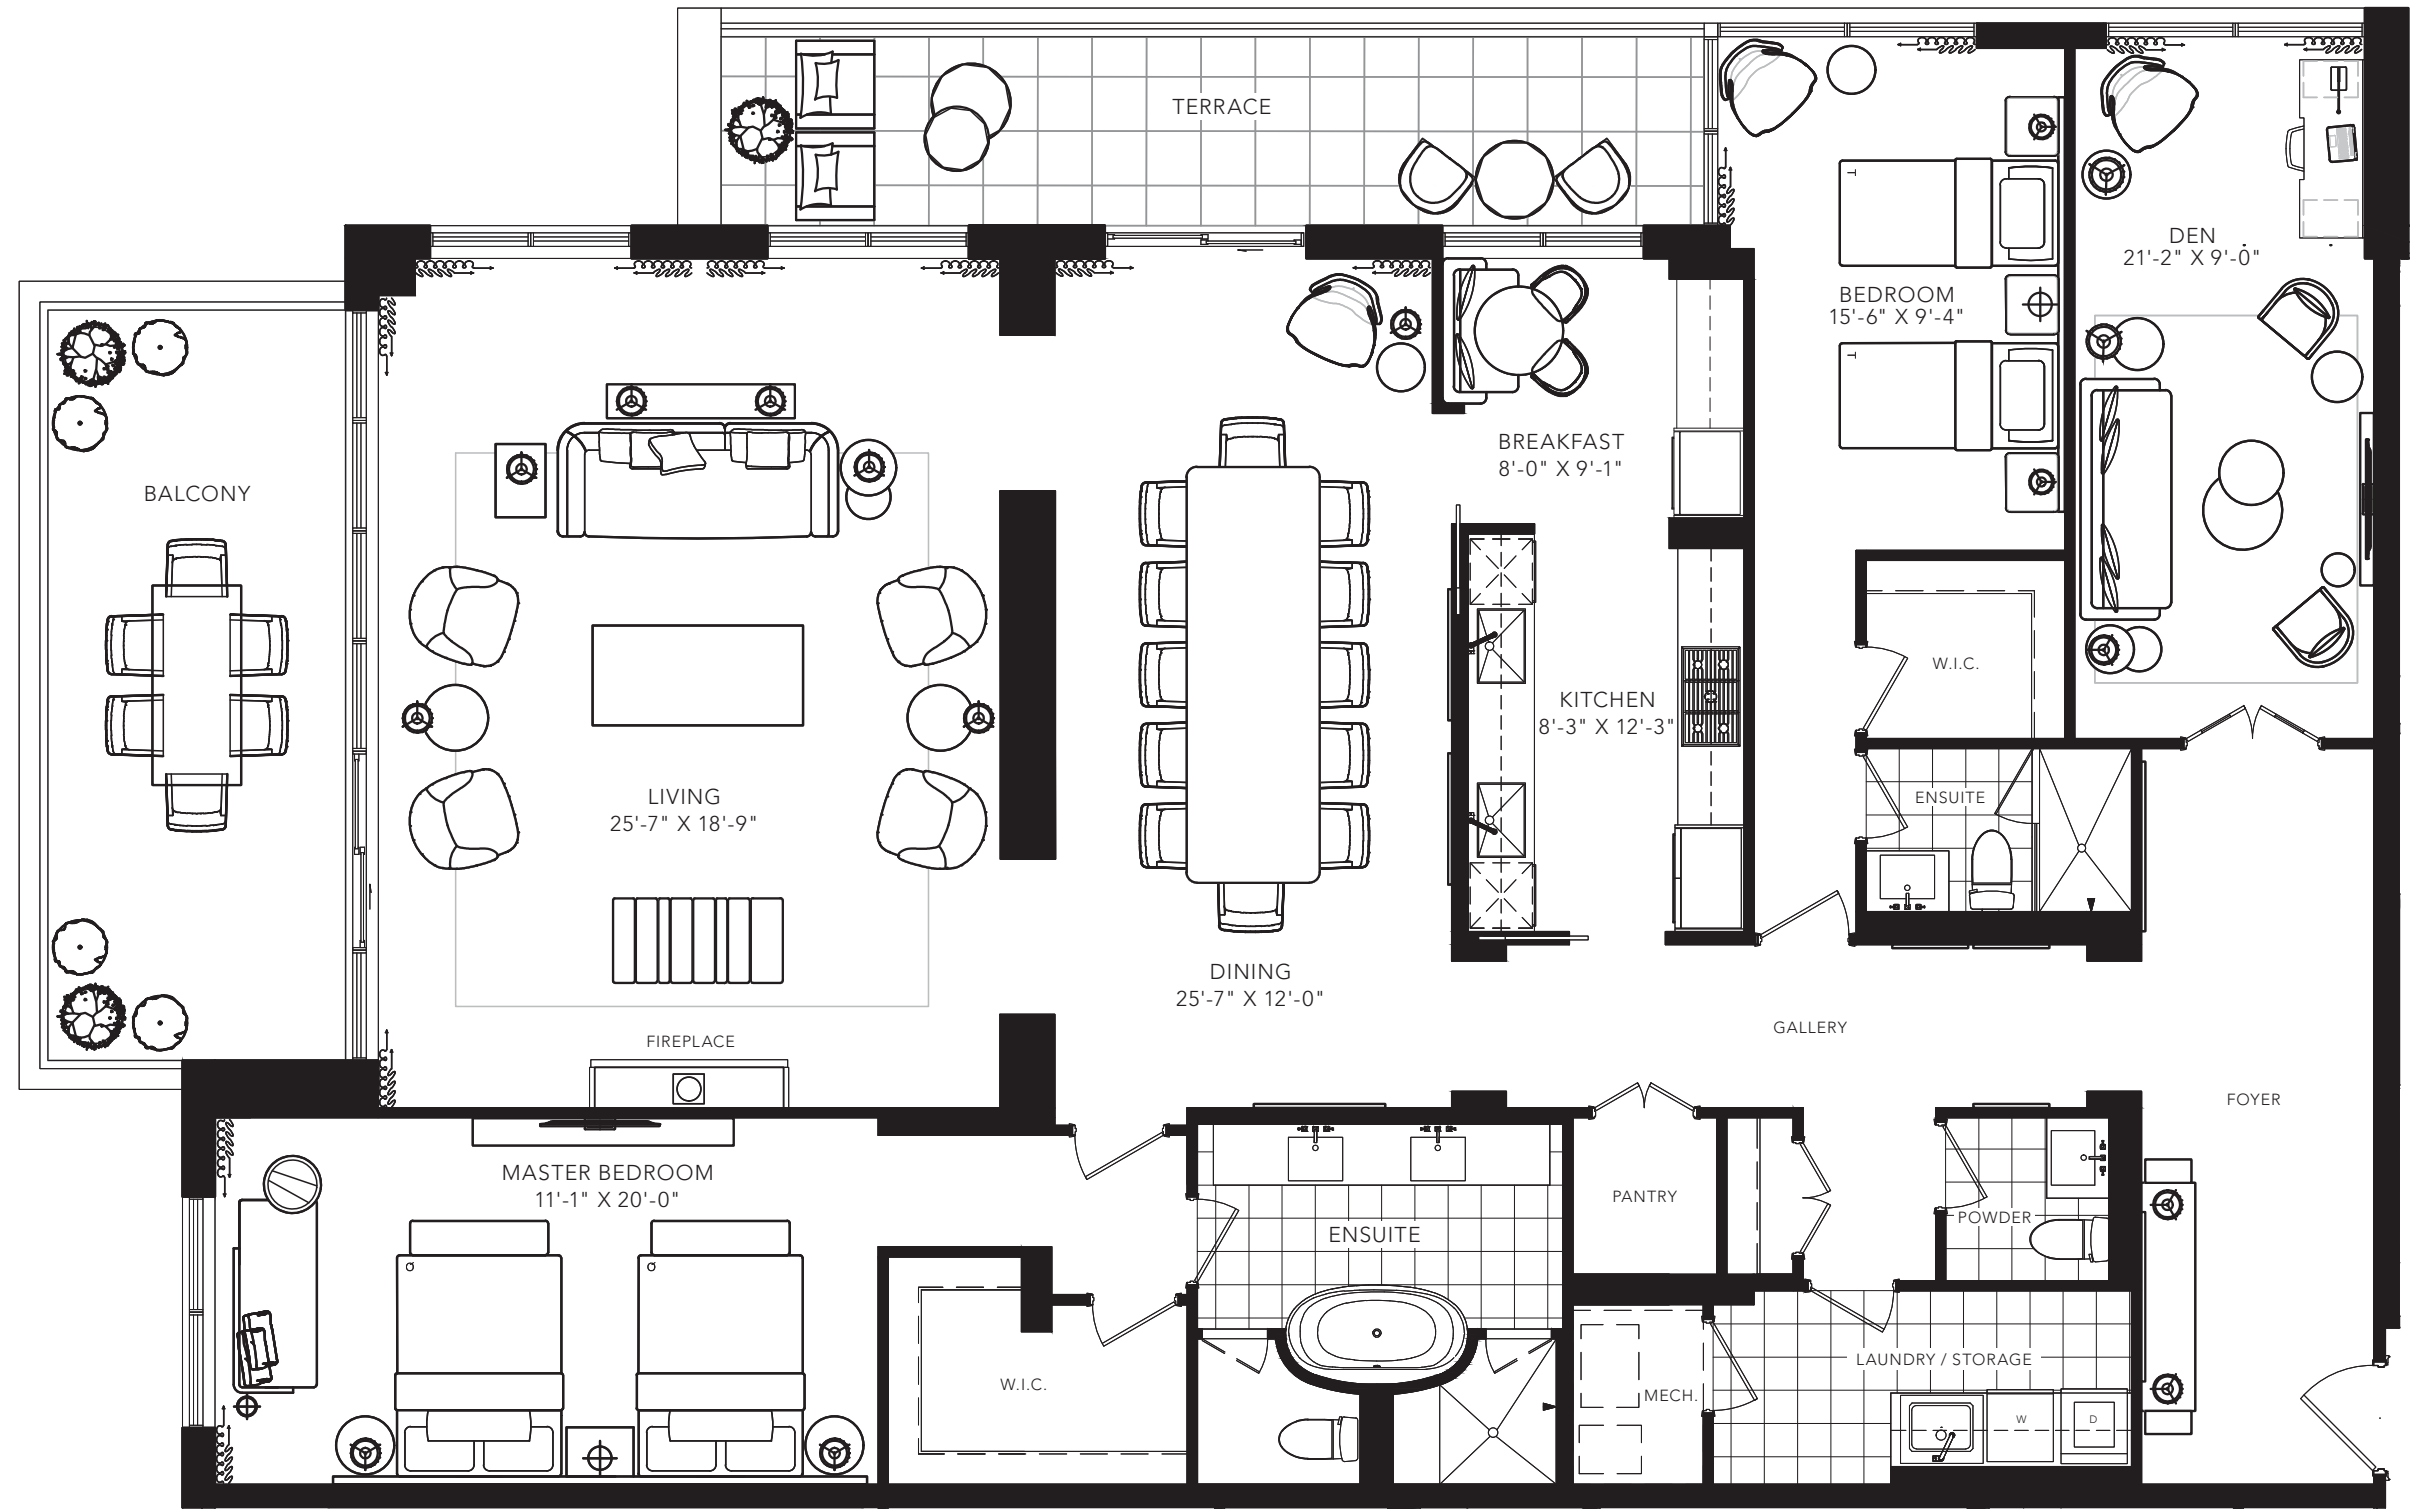 TERRACE
DEN
21'-2" X 9'-0"
BEDROOM
15'-6" X 9'-4"
BREAKFAST
8'-0" X 9'-1"
BALCONY
W.I.C.
KITCHEN
8'-3" X 12'-3"
LIVING
25'-7" X 18'-9"
ENSUITE
DINING
25'-7" X 12'-0"
GALLERY
FIREPLACE
FOYER
MASTER BEDROOM
11'-1" X 20'-0"
PANTRY
POWDER
ENSUITE
LAUNDRY / STORAGE
W.I.C.
MECH.
W
D